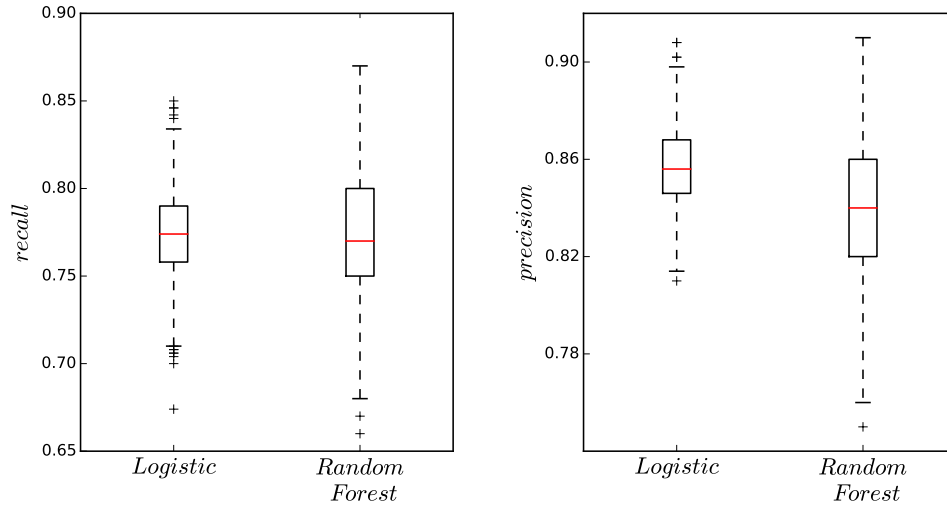 0.90
0.85
0.80
0.75
0.70
0.65
recall
Logistic
Random
Forest
0.90
0.86
0.82
0.78
precision
Logistic
Random
Forest